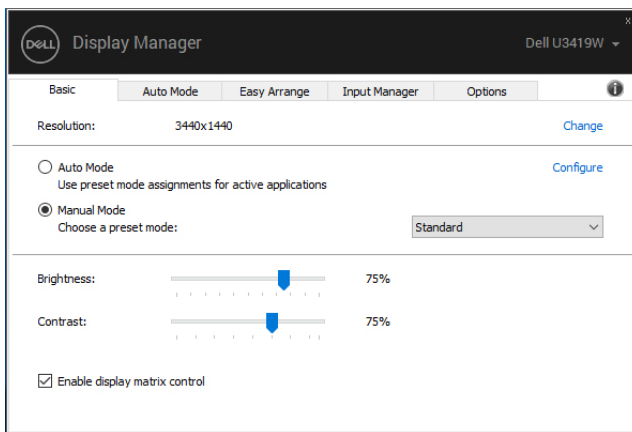 DELL Display Manager Dell U3419W
x
Basic Auto Mode Easy Arrange Input Manager Options i
Resolution: 3440x1440 Change
Auto Mode Configure
Use preset mode assignments for active applications
Manual Mode
Choose a preset mode: Standard
Brightness: 75%
Contrast: 75%
Enable display matrix control